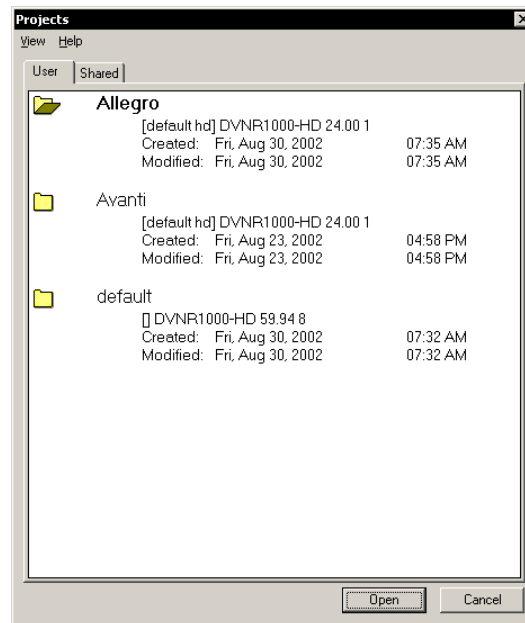 Projects
View Help
User Shared
Allegro
[default hd] DVNR1000-HD 24.00 1
Created: Fri, Aug 30, 2002 07:35 AM
Modified: Fri, Aug 30, 2002 07:35 AM
Avanti
[default hd] DVNR1000-HD 24.00 1
Created: Fri, Aug 23, 2002 04:58 PM
Modified: Fri, Aug 23, 2002 04:58 PM
default
[] DVNR1000-HD 59.94 8
Created: Fri, Aug 30, 2002 07:32 AM
Modified: Fri, Aug 30, 2002 07:32 AM
Open Cancel